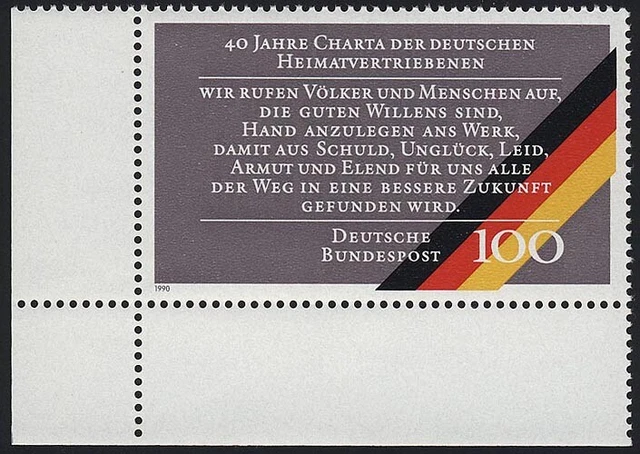 40 JAHRE CHARTA DER DEUTSCHEN
HEIMATVERTRIEBENEN
WIR RUFEN VÖLKER UND MENSCHEN AUF,
DIE GUTEN WILLENS SIND,
HAND ANZULEGEN ANS WERK,
DAMIT AUS SCHULD, UNGLÜCK, LEID,
ARMUT UND ELEND FÜR UNS ALLE
DER WEG IN EINE BESSERE ZUKUNFT
GEFUNDEN WIRD.
DEUTSCHE
BUNDESPOST
100
1990